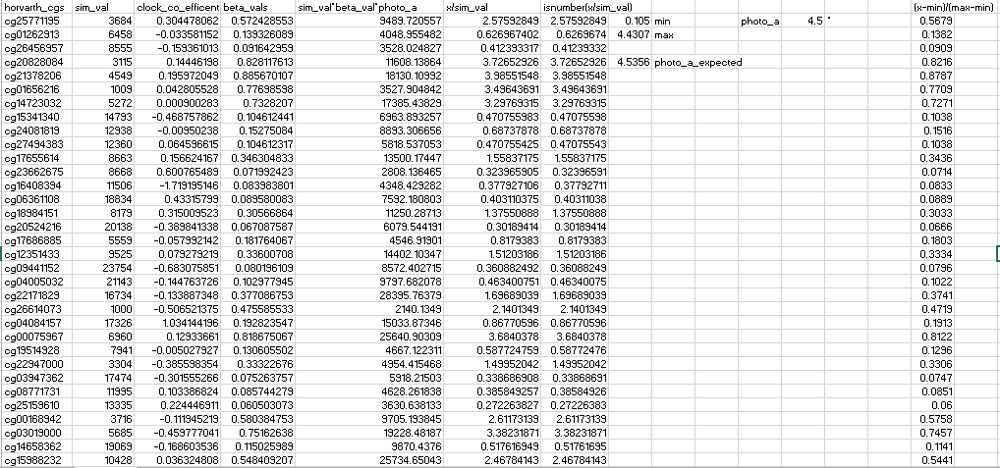 horvarth_cgs sim_val clock_co_efficent beta_vals sim_val*beta_val*photo_a x/sim_val isnumber(x/sim_val) (x-min)/(max-min)
cg25771195 3684 0.304478062 0.572428553 9489.720557 2.57592849 2.57592849 0.105 min photo_a 4.5 " 0.5679
cg01262913 6458 -0.033581152 0.139326089 4048.955482 0.626967402 0.6269674 4.4307 max 0.1382
cg26456957 8555 -0.159361013 0.091642959 3528.024827 0.412393317 0.41239332 0.0909
cg20828084 3115 0.14446198 0.828117613 11608.13864 3.72652926 3.72652926 4.5356 photo_a_expected 0.8216
cg21378206 4549 0.195972049 0.885670107 18130.10992 3.98551548 3.98551548 0.8787
cg01656216 1009 0.042805528 0.77698598 3527.904842 3.49643691 3.49643691 0.7709
cg14723032 5272 0.000900283 0.7328207 17385.43829 3.29769315 3.29769315 0.7271
cg15341340 14793 -0.468757862 0.104612441 6963.893257 0.470755983 0.47075598 0.1038
cg24081819 12938 -0.00950238 0.15275084 8893.306656 0.68737878 0.68737878 0.1516
cg27494383 12360 0.064596615 0.104612317 5818.537053 0.470755425 0.47075543 0.1038
cg17655614 8663 0.156624167 0.346304833 13500.17447 1.55837175 1.55837175 0.3436
cg23662675 8668 0.600765489 0.071992423 2808.136465 0.323965905 0.32396591 0.0714
cg16408394 11506 -1.719195146 0.083983801 4348.429282 0.377927106 0.37792711 0.0833
cg06361108 18834 0.43315799 0.089580083 7592.180803 0.403110375 0.40311038 0.0889
cg18984151 8179 0.315009523 0.30566864 11250.28713 1.37550888 1.37550888 0.3033
cg20524216 20138 -0.389841338 0.067087587 6079.544191 0.30189414 0.30189414 0.0666
cg17686885 5559 -0.057992142 0.181764067 4546.91901 0.8179383 0.8179383 0.1803
cg12351433 9525 0.079279219 0.33600708 14402.10347 1.51203186 1.51203186 0.3334
cg09441152 23754 -0.683075851 0.080196109 8572.402715 0.360882492 0.36088249 0.0796
cg04005032 21143 -0.144763726 0.102977945 9797.682078 0.463400751 0.46340075 0.1022
cg22171829 16734 -0.133887348 0.377086753 28395.76379 1.69689039 1.69689039 0.3741
cg26614073 1000 -0.506521375 0.475585533 2140.1349 2.1401349 2.1401349 0.4719
cg04084157 17326 1.034144196 0.192823547 15033.87346 0.86770596 0.86770596 0.1913
cg00075967 6960 0.12933661 0.818675067 25640.90309 3.6840378 3.6840378 0.8122
cg19514928 7941 -0.005027927 0.130605502 4667.122311 0.587724759 0.58772476 0.1296
cg22947000 3304 -0.385598354 0.33322676 4954.415468 1.49952042 1.49952042 0.3306
cg03947362 17474 -0.301555266 0.075263757 5918.21503 0.338686908 0.33868691 0.0747
cg08771731 11995 0.103386824 0.085744279 4628.261838 0.385849257 0.38584926 0.0851
cg25159610 13335 0.224446911 0.060503073 3630.638133 0.272263827 0.27226383 0.06
cg00168942 3716 -0.111945219 0.580384753 9705.193845 2.61173139 2.61173139 0.5758
cg03019000 5685 -0.459777041 0.75162638 19228.48187 3.38231871 3.38231871 0.7457
cg14658362 19069 -0.168603536 0.115025989 9870.4376 0.517616949 0.51761695 0.1141
cg15988232 10428 0.036324808 0.548409207 25734.65043 2.46784143 2.46784143 0.5441